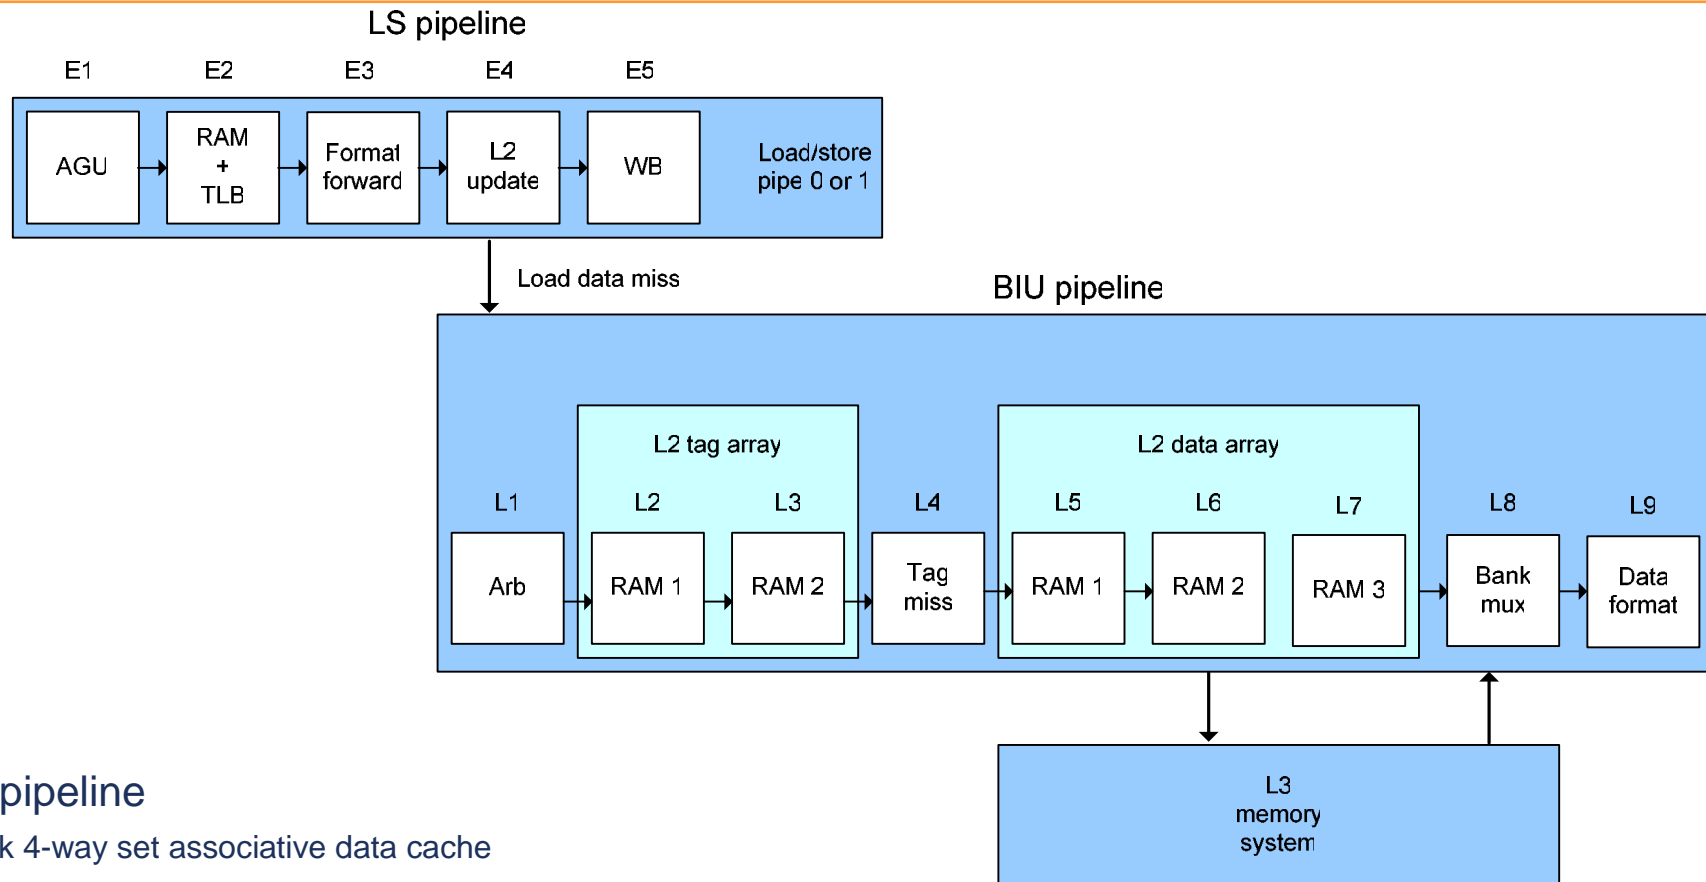 LS pipeline
E1 E2 E3 E4 E5
AGU
RAM
+
TLB
Format
forward
L2
update
WB
Load/store
pipe 0 or 1
Load data miss
BIU pipeline
L2 tag array
L2 data array
L1 L2 L3 L4 L5 L6 L7 L8 L9
Arb
RAM 1
RAM 2
Tag
miss
RAM 1
RAM 2
RAM 3
Bank
mux
Data
format
L3
memory
system
pipeline
k 4-way set associative data cache